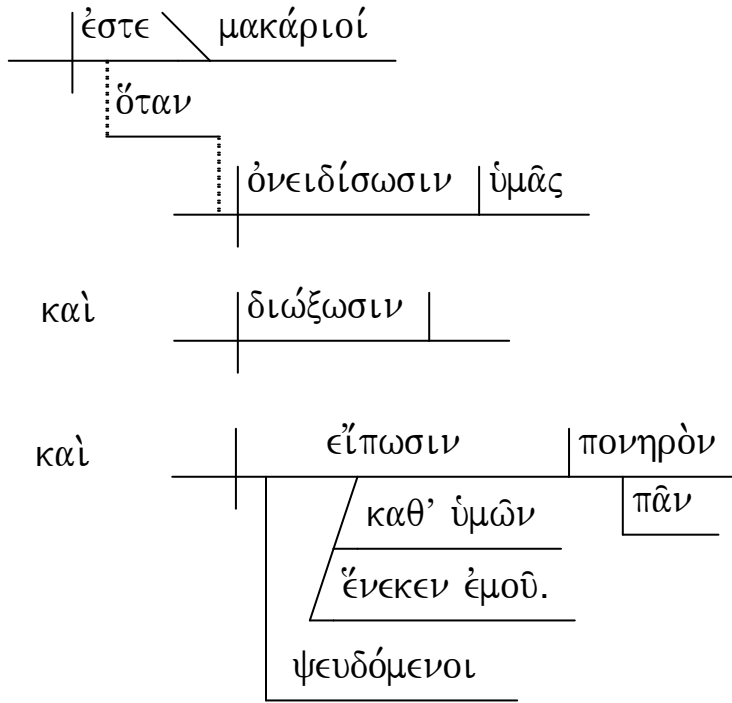 ἐστε μακάριοί
ὅταν
ὀνειδίσωσιν ὑμᾶς
καὶ διώξωσιν
καὶ εἴπωσιν πονηρὸν
καθ’ ὑμῶν πᾶν
ἕνεκεν ἐμοῦ.
ψευδόμενοι